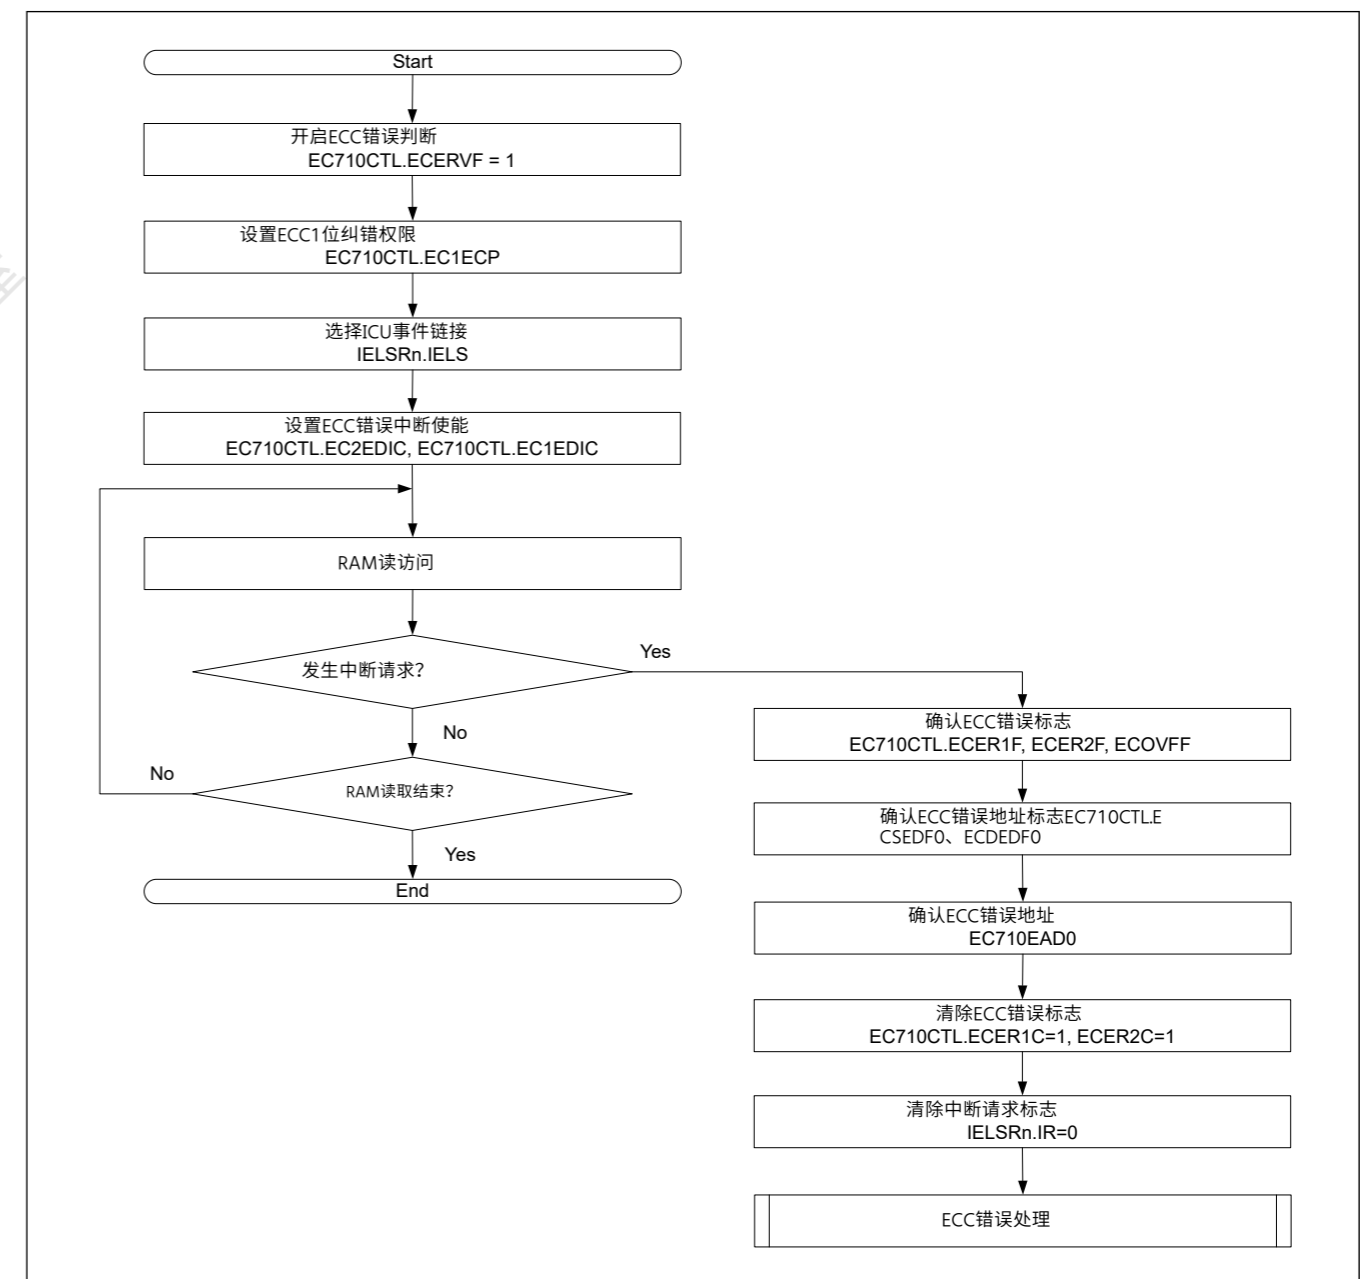 Start
开启ECC错误判断
EC710CTL.ECERVF = 1
设置ECC1位纠错权限
EC710CTL.EC1ECP
选择ICU事件链接
IELSRn.IELS
设置ECC错误中断使能
EC710CTL.EC2EDIC, EC710CTL.EC1EDIC
RAM读访问
发生中断请求?
Yes
No
RAM读取结束?
No
Yes
End
确认ECC错误标志
EC710CTL.ECER1F, ECER2F, ECOVFF
确认ECC错误地址标志EC710CTL.E
CSEDF0、ECDEDF0
确认ECC错误地址
EC710EAD0
清除ECC错误标志
EC710CTL.ECER1C=1, ECER2C=1
清除中断请求标志
IELSRn.IR=0
ECC错误处理